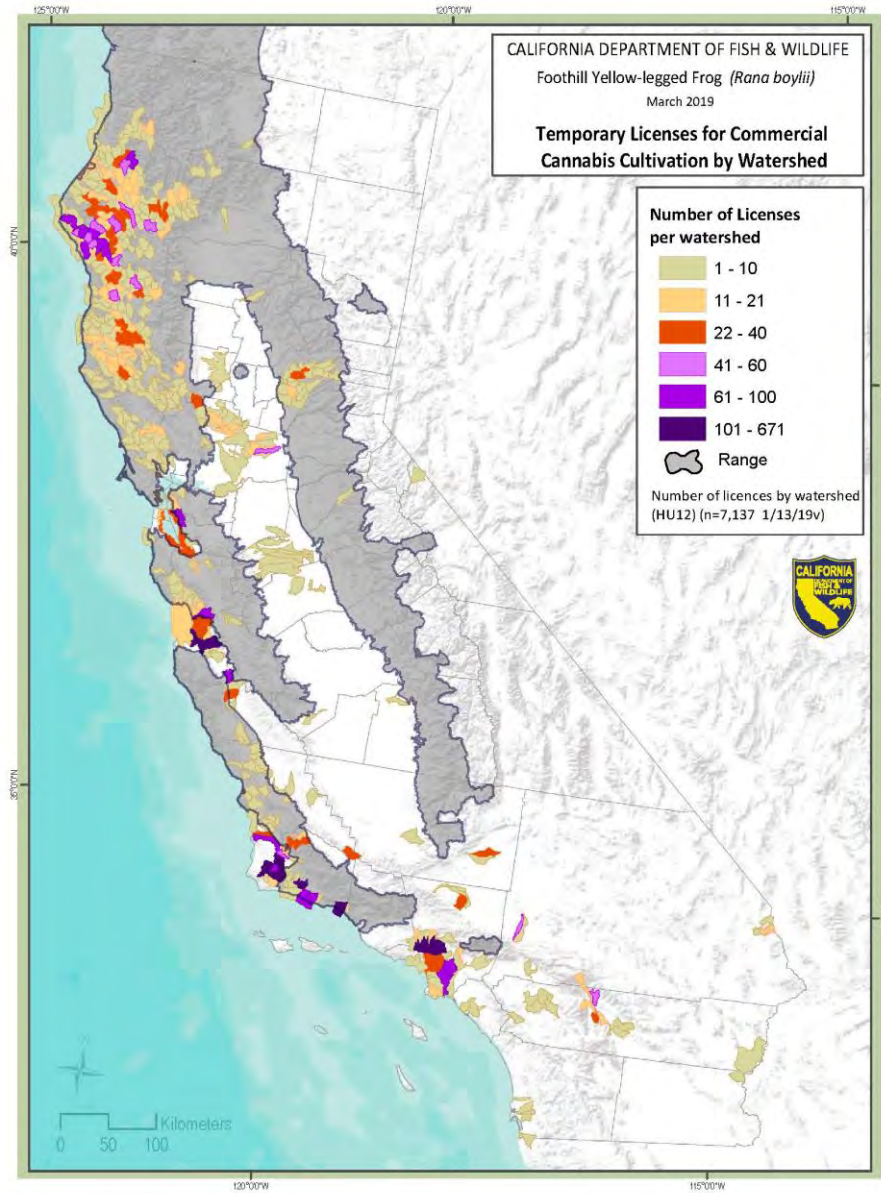 125°0'0"W
120°0'0"W
115°0'0"W
CALIFORNIA DEPARTMENT OF FISH & WILDLIFE
Foothill Yellow-legged Frog (Rana boylii)
March 2019
Temporary Licenses for Commercial
Cannabis Cultivation by Watershed
Number of Licenses
per watershed
1 - 10
11 - 21
22 - 40
41 - 60
61 - 100
101 - 671
Range
Number of licences by watershed
(HU12) (n=7,137 1/13/19v)
40°0'0"N
CALIFORNIA
DEPARTMENT OF
FISH &
WILDLIFE
35°0'0"N
Kilometers
0 50 100
120°0'0"W
115°0'0"W